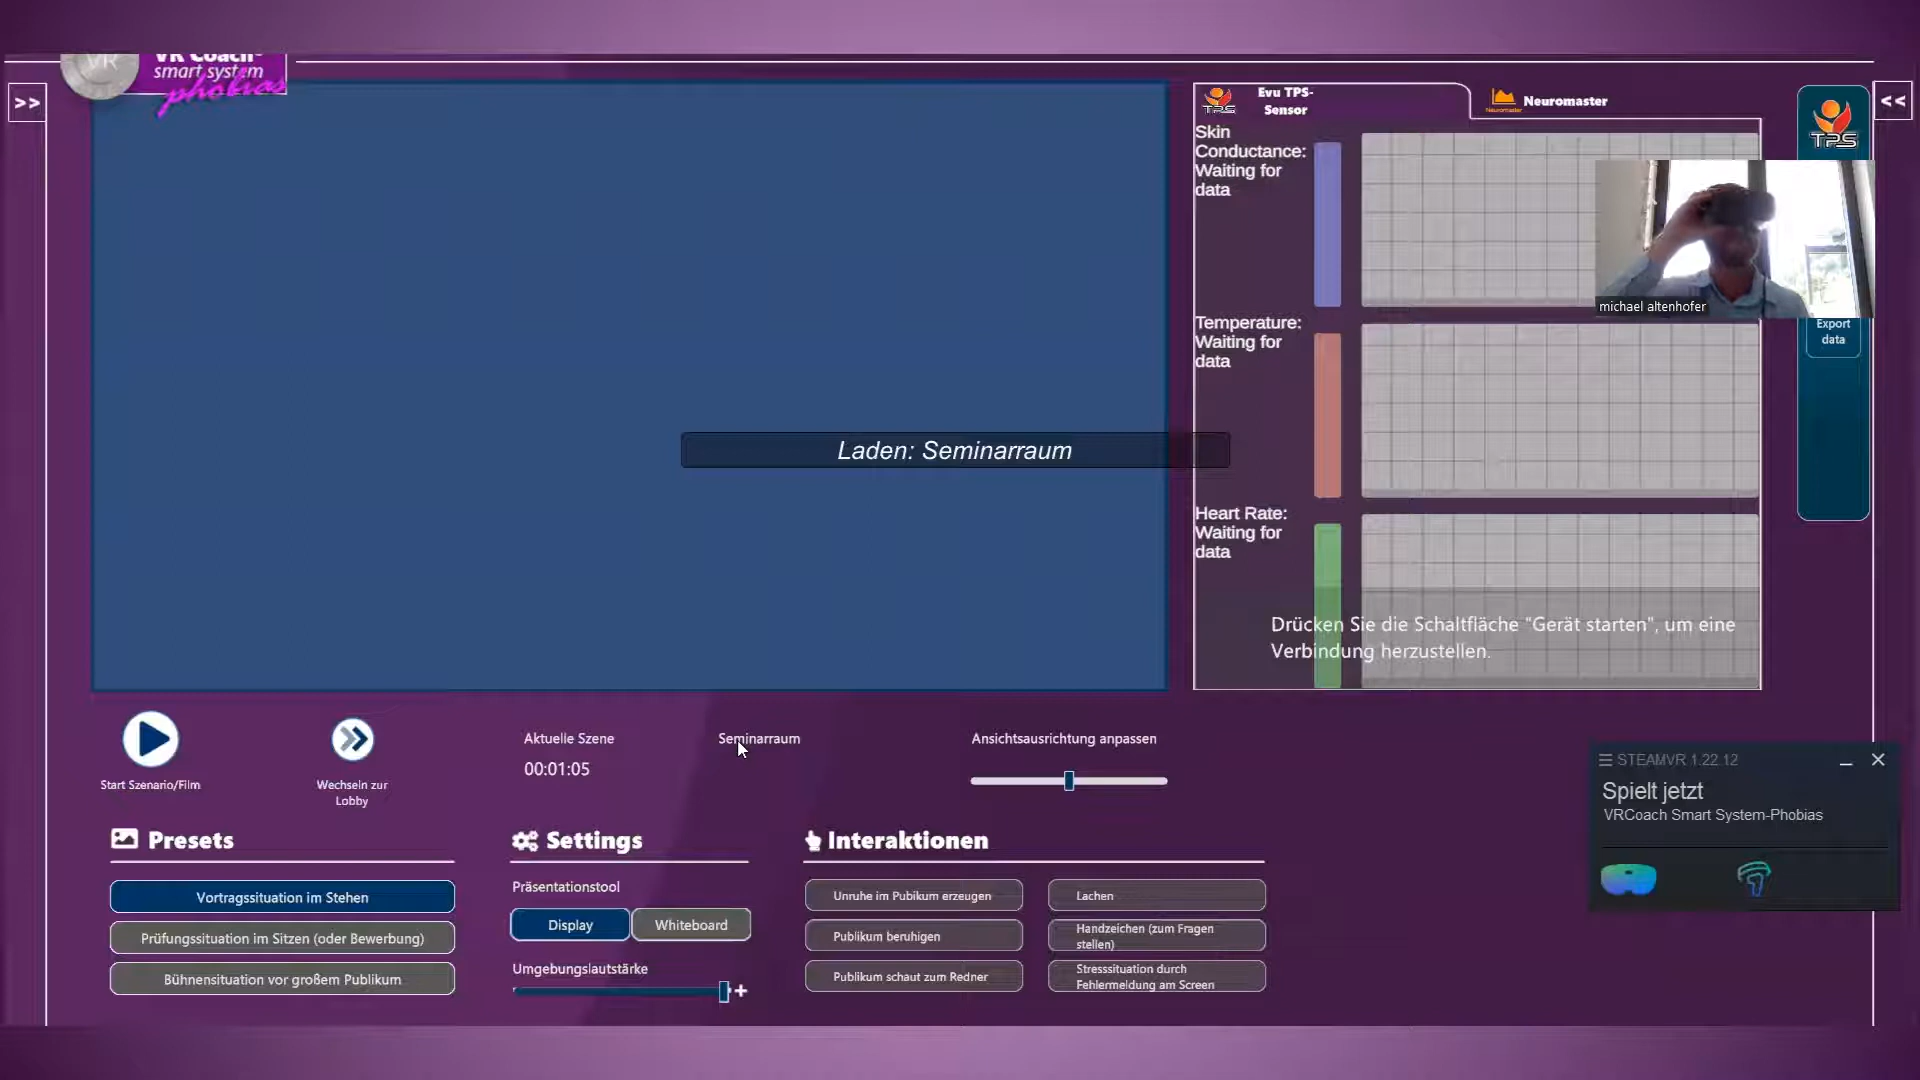 VR Coach
smart system
phobias
VR
>>
Evu TPS-
Sensor
Neuromaster
TPS
<<
TPS
Skin
Conductance:
Waiting for
data
michael altenhofer
Export
data
Temperature:
Waiting for
data
Laden: Seminarraum
Heart Rate:
Waiting for
data
Drücken Sie die Schaltfläche "Gerät starten", um eine
Verbindung herzustellen.
Start Szenario/Film
Wechseln zur
Lobby
Aktuelle Szene
Seminarraum
00:01:05
Ansichtsausrichtung anpassen
STEAMVR 1.22.12
Spielt jetzt
VRCoach Smart System-Phobias
Presets
Vortragssituation im Stehen
Prüfungssituation im Sitzen (oder Bewerbung)
Bühnensituation vor großem Publikum
Settings
Präsentationstool
Display
Whiteboard
Umgebungslautstärke
+
Interaktionen
Unruhe im Pubikum erzeugen
Lachen
Publikum beruhigen
Handzeichen (zum Fragen
stellen)
Publikum schaut zum Redner
Stresssituation durch
Fehlermeldung am Screen